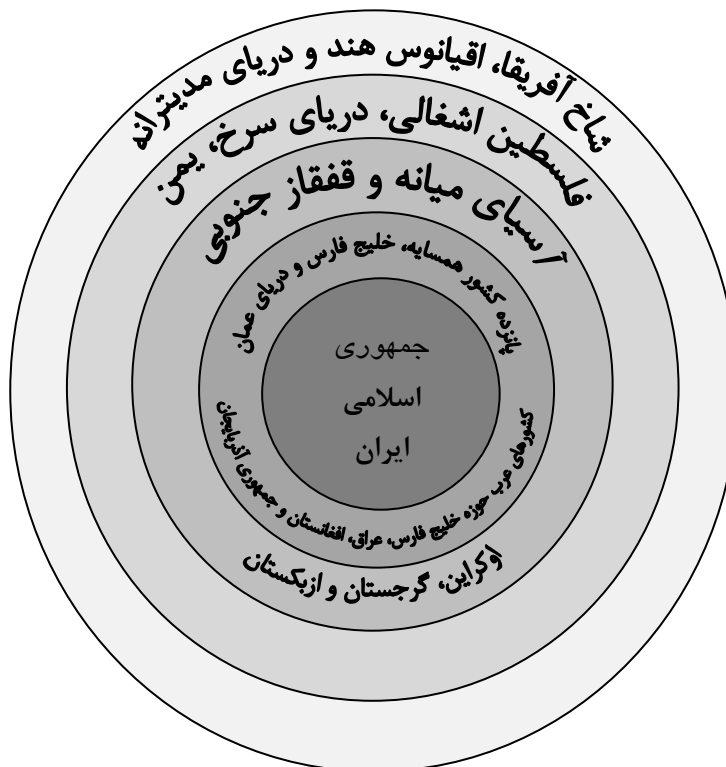 شاخ آفریقا، اقیانوس هند و دریای مدیترانه
فلسطین اشغالی، دریای سرخ، یمن
آسیای میانه و قفقاز جنوبی
پانزده کشور همسایه، خلیج فارس و دریای عمان
جمهوری
اسلامی
ایران
کشورهای عرب حوزه خلیج فارس، عراق، افغانستان و جمهوری آذربایجان
اوکراین، گرجستان و ازبکستان